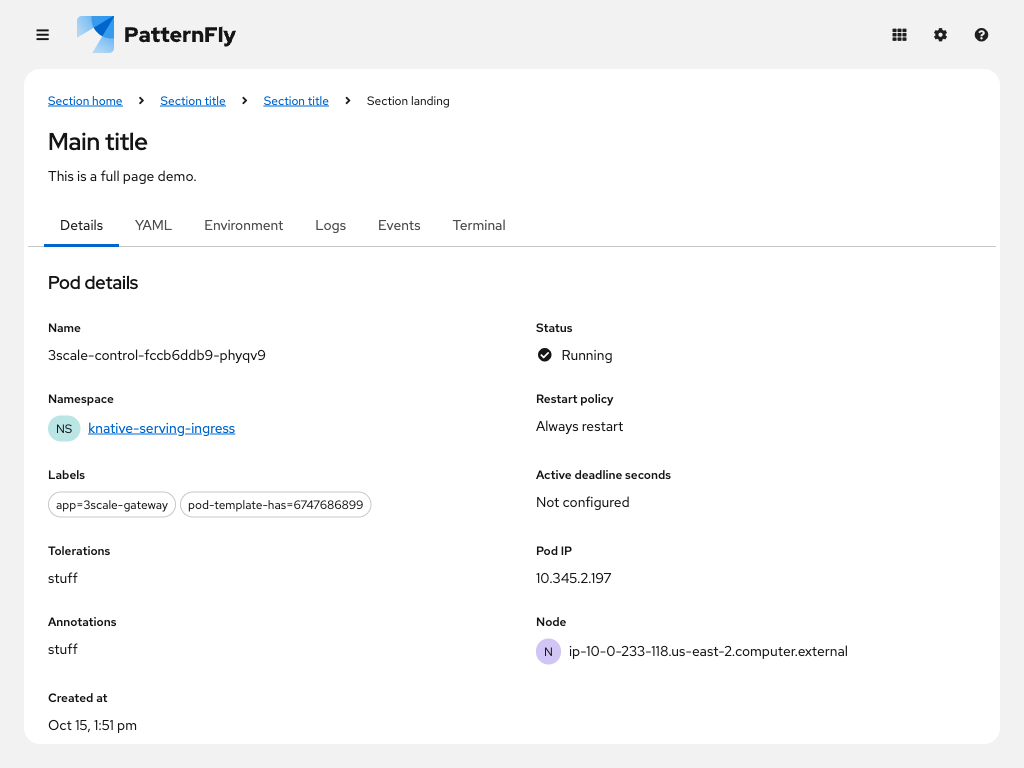 PatternFly
Section home Section title Section title Section landing
Main title
This is a full page demo.
Details YAML Environment Logs Events Terminal
Pod details
Name
3scale-control-fccb6ddb9-phyqv9
Status
Running
Namespace
NS knative-serving-ingress
Restart policy
Always restart
Labels
app=3scale-gateway pod-template-has=6747686899
Active deadline seconds
Not configured
Tolerations
stuff
Pod IP
10.345.2.197
Annotations
stuff
Node
N ip-10-0-233-118.us-east-2.computer.external
Created at
Oct 15, 1:51 pm